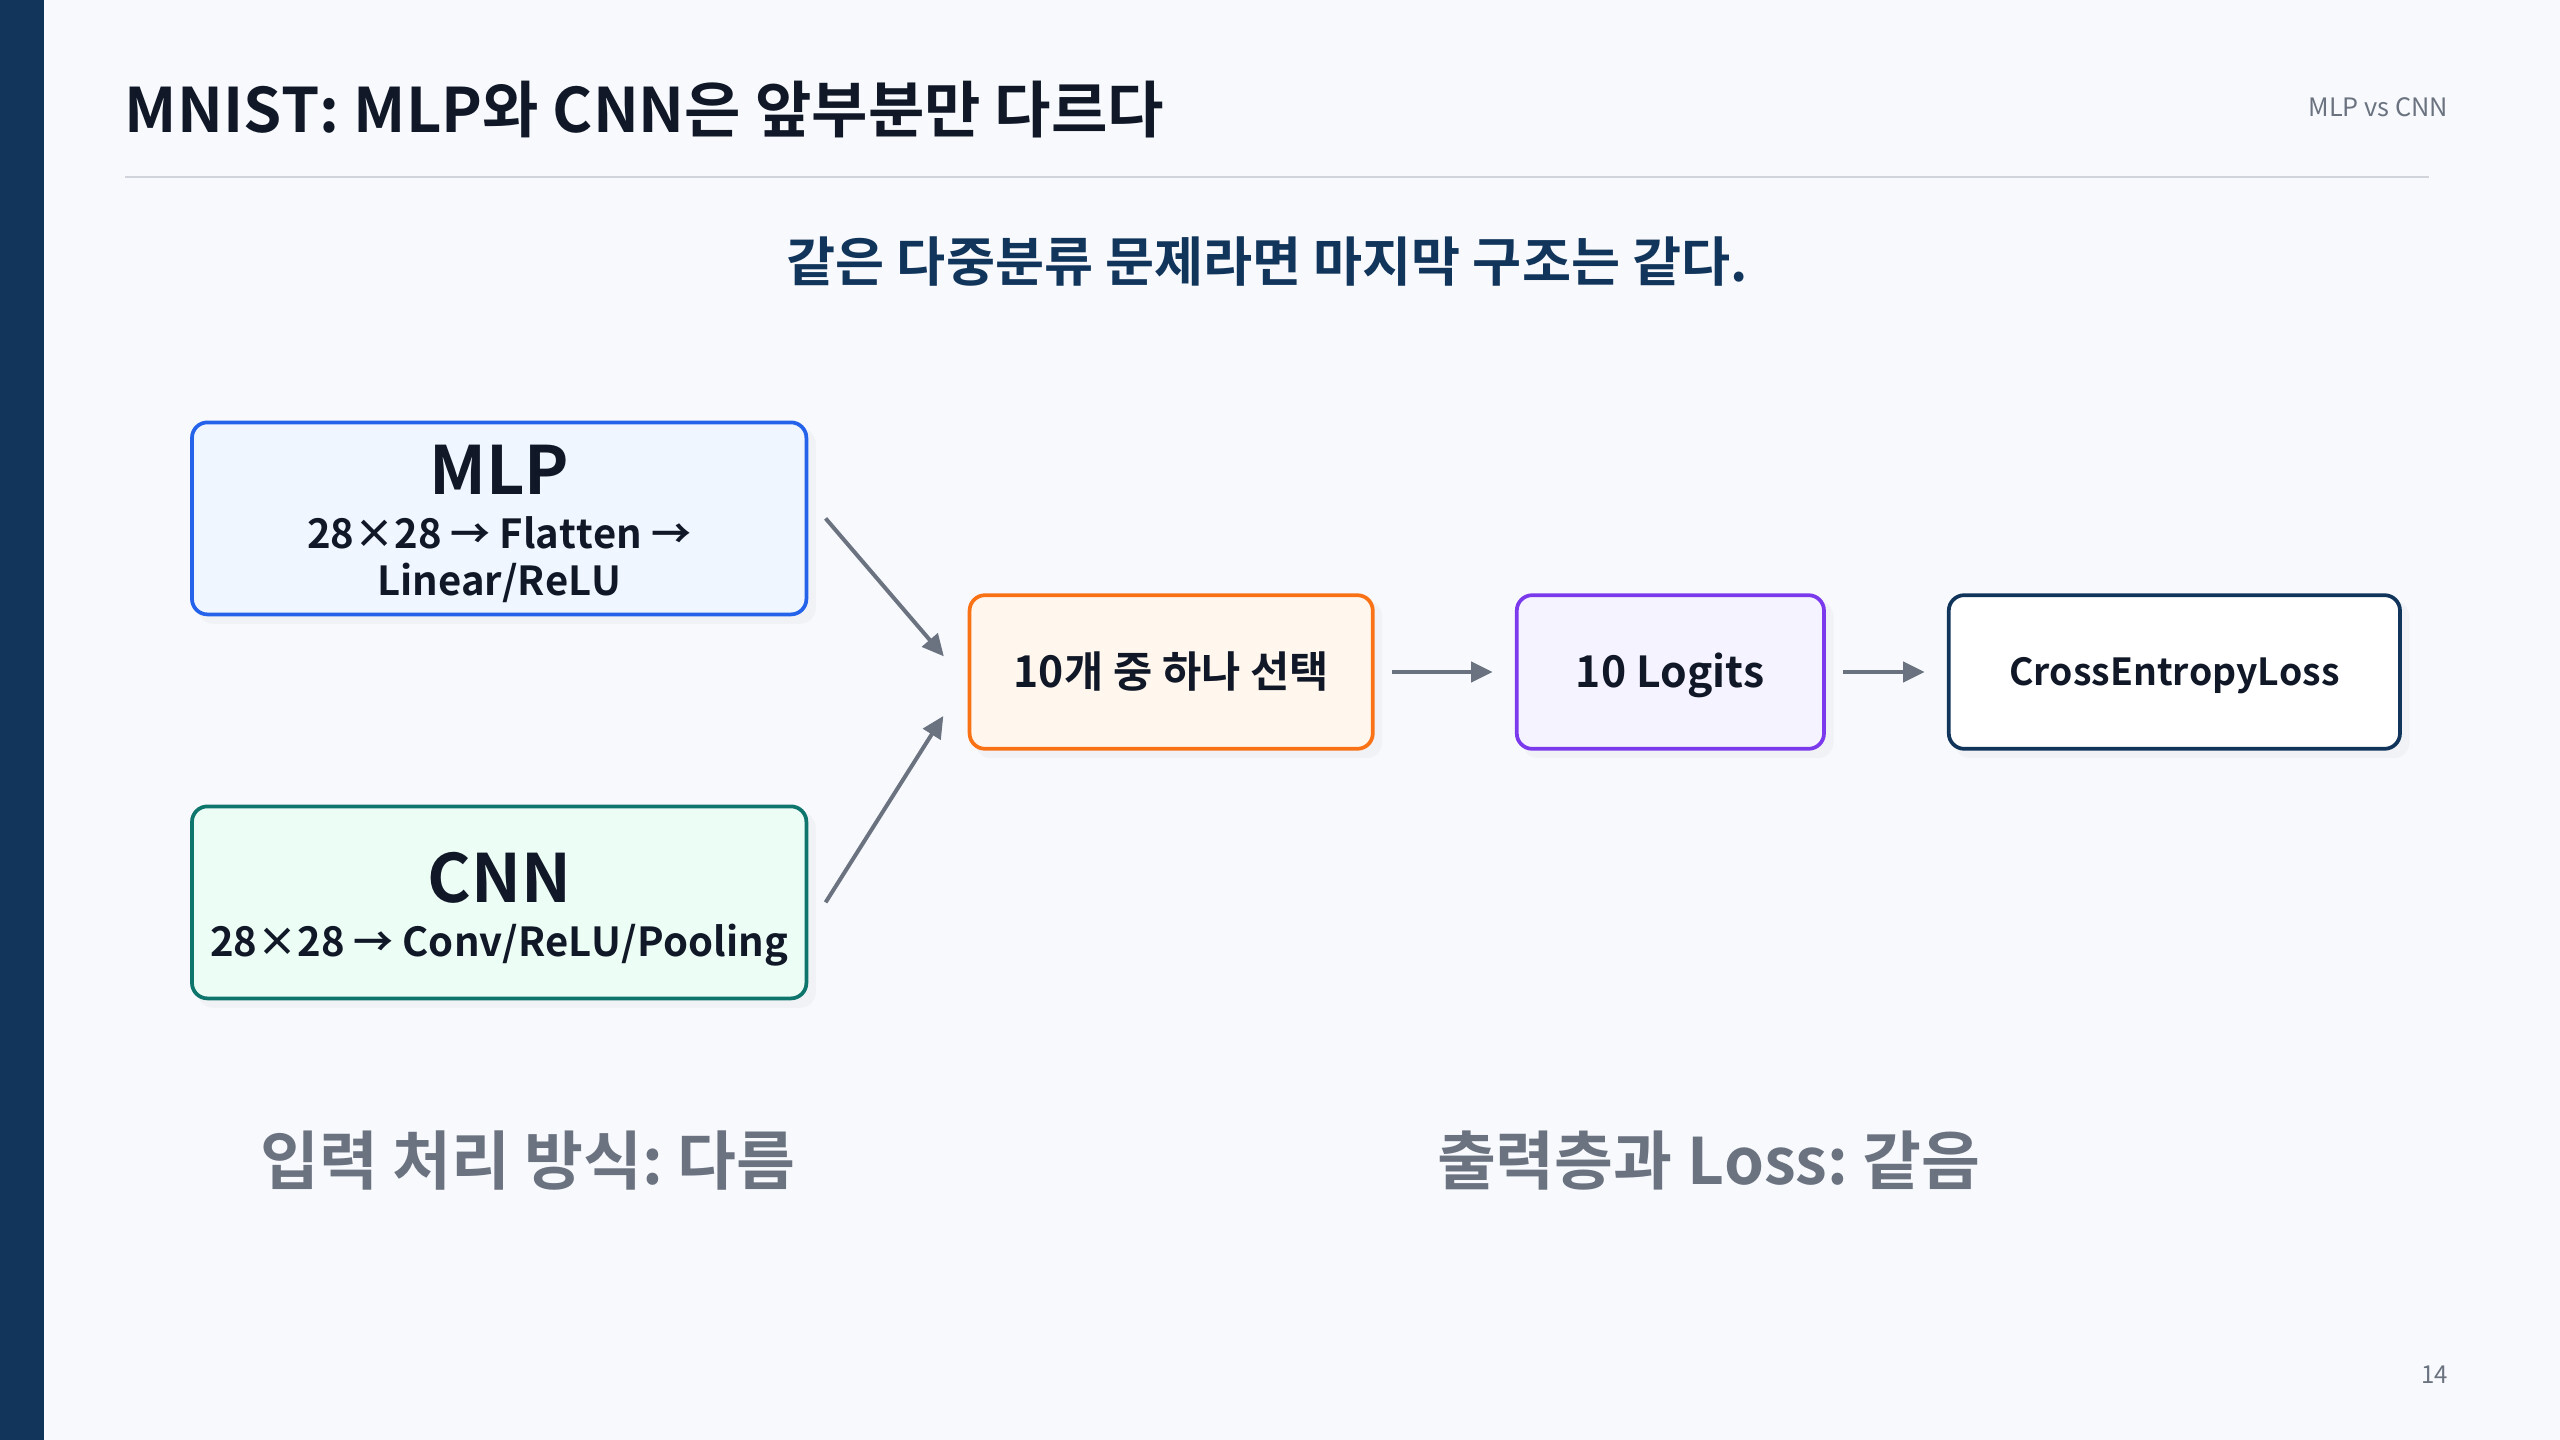 MNIST: MLP와 CNN은 앞부분만 다르다
MLP vs CNN
같은 다중분류 문제라면 마지막 구조는 같다.
MLP
28×28 → Flatten →
Linear/ReLU
10개 중 하나 선택
10 Logits
CrossEntropyLoss
CNN
28×28 → Conv/ReLU/Pooling
입력 처리 방식: 다름
출력층과 Loss: 같음
14